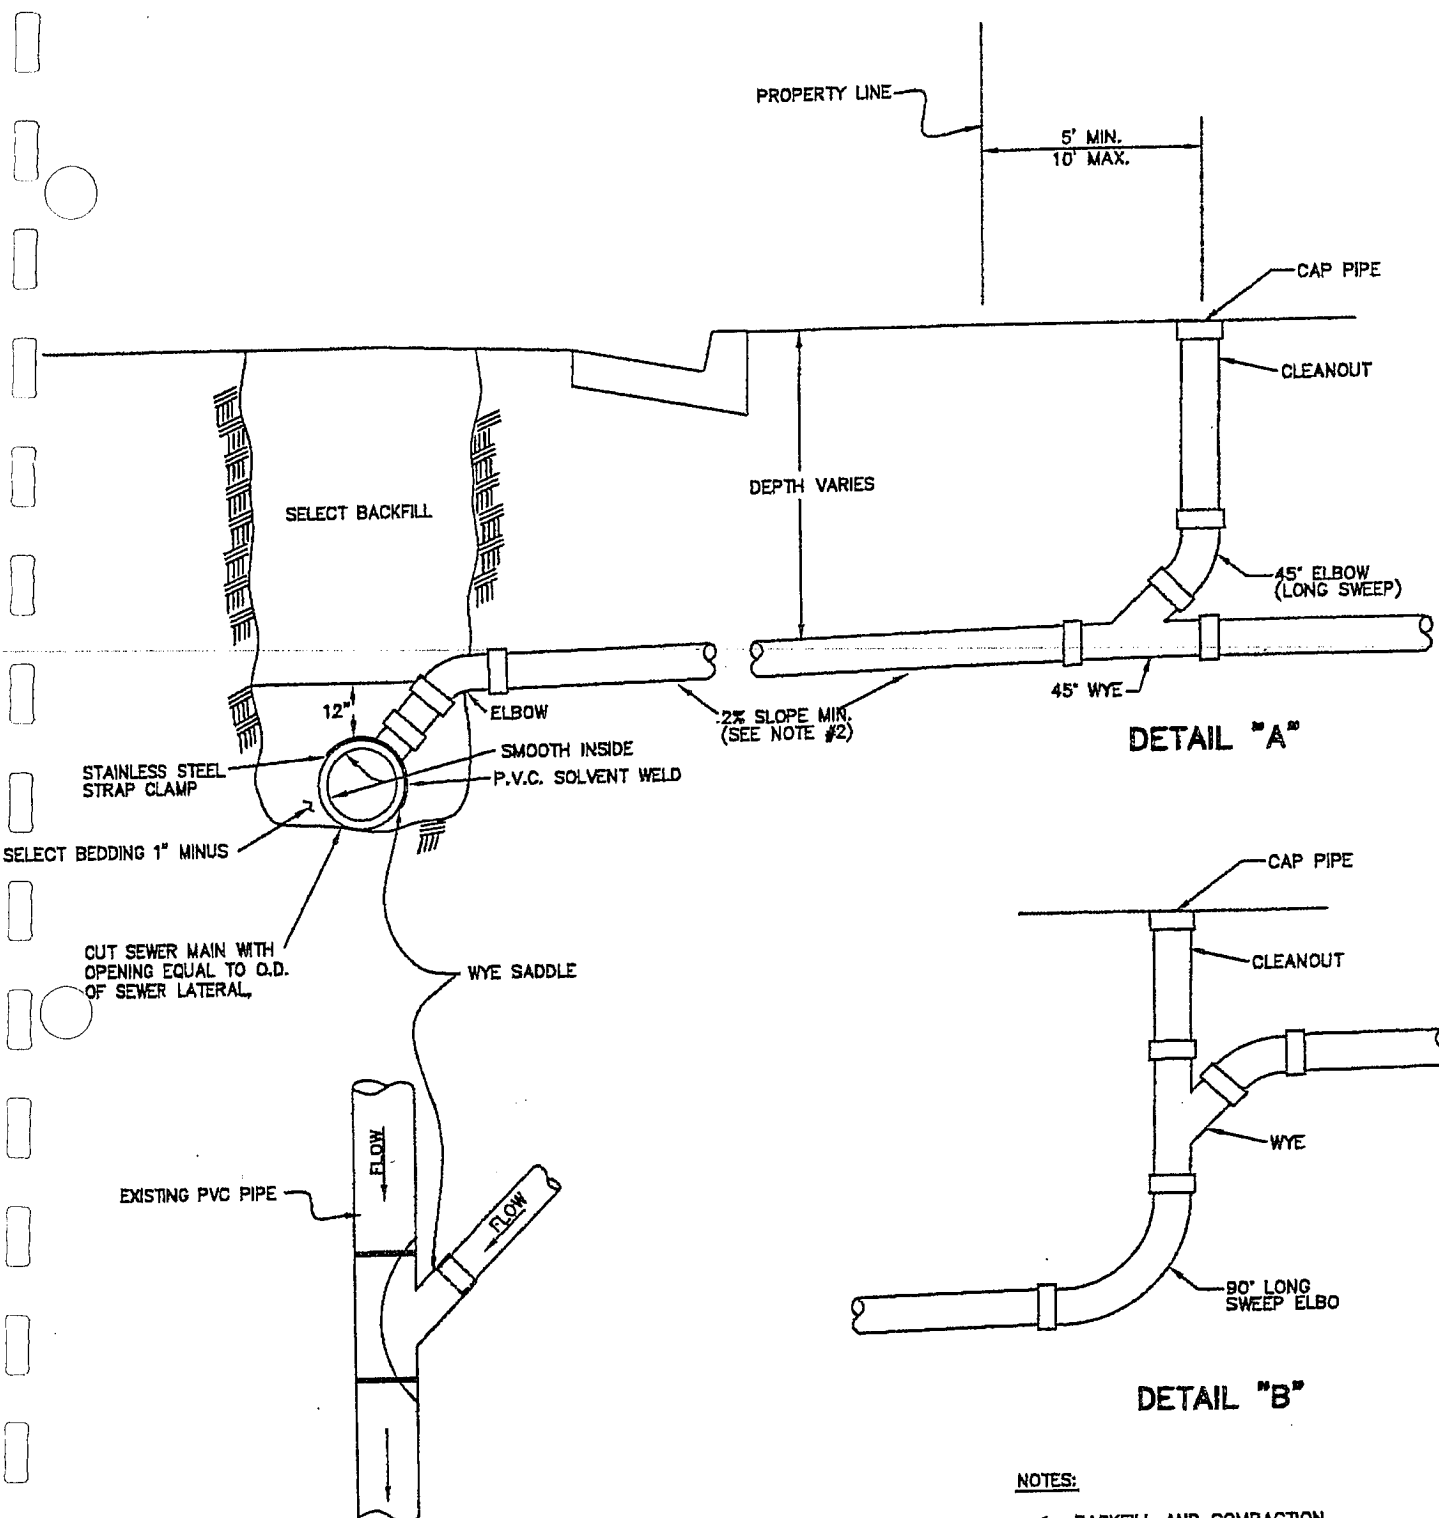 PROPERTY LINE
5' MIN.
10' MAX.
CAP PIPE
CLEANOUT
DEPTH VARIES
SELECT BACKFILL
45° ELBOW
(LONG SWEEP)
45° WYE
12"
ELBOW
2% SLOPE MIN.
(SEE NOTE #2)
DETAIL "A"
SMOOTH INSIDE
STAINLESS STEEL
STRAP CLAMP
P.V.C. SOLVENT WELD
SELECT BEDDING 1" MINUS
CUT SEWER MAIN WITH
OPENING EQUAL TO O.D.
OF SEWER LATERAL,
WYE SADDLE
CAP PIPE
CLEANOUT
WYE
FLOW
EXISTING PVC PIPE
FLOW
90° LONG
SWEEP ELBO
DETAIL "B"
NOTES:
BACKFILL AND COMPACTION